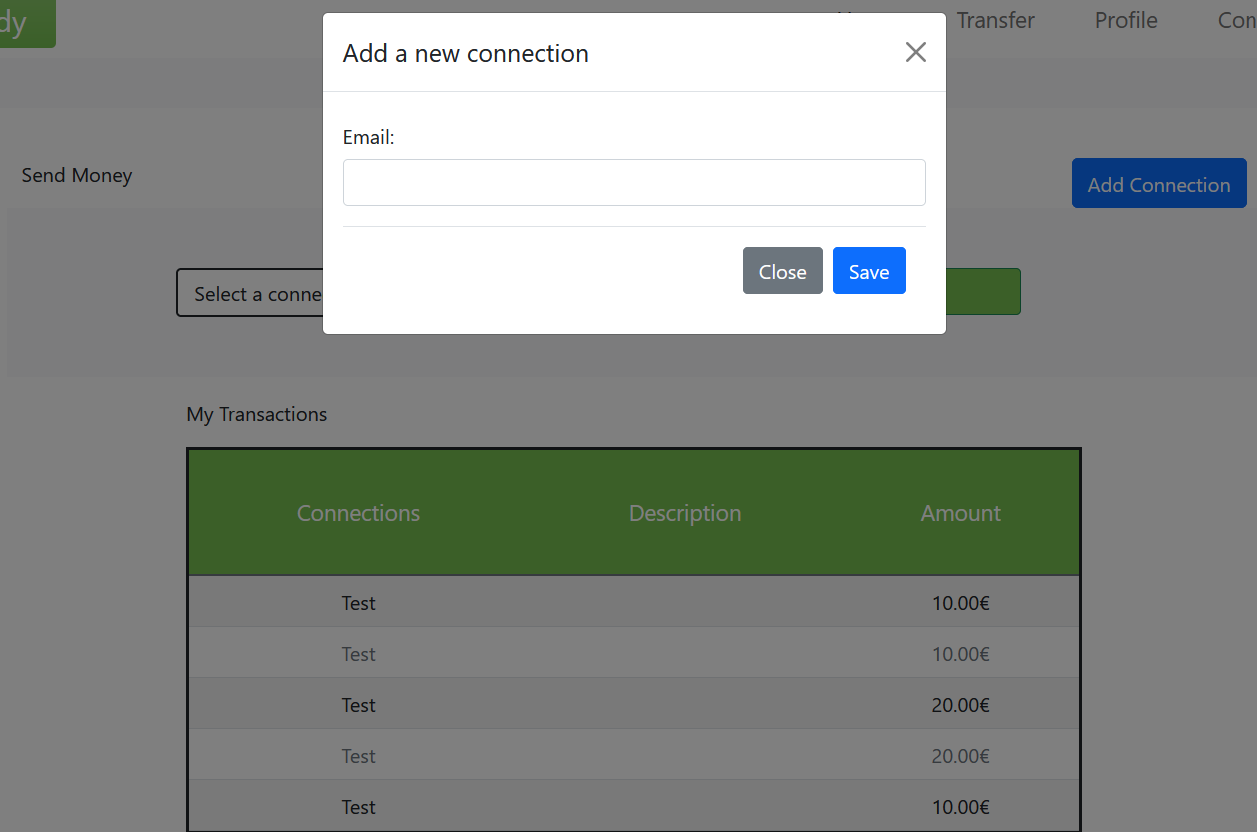 dy
Transfer
Profile
Con
Add a new connection
Email:
Send Money
Add Connection
Close
Save
Select a conne
My Transactions
Connections Description Amount
Test 10.00€
Test 10.00€
Test 20.00€
Test 20.00€
Test 10.00€